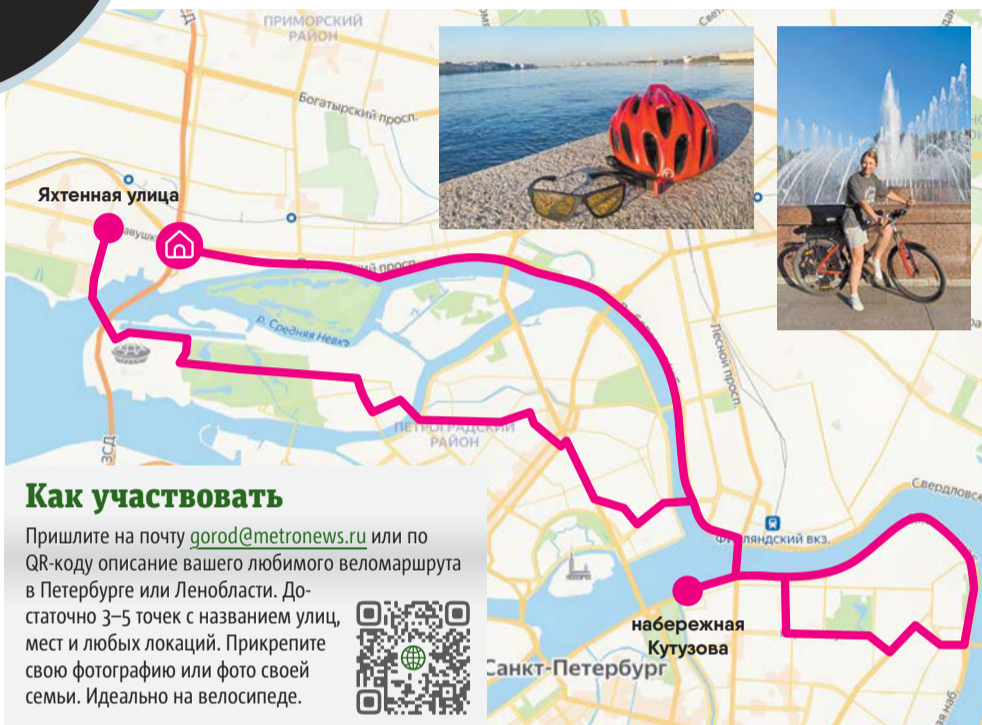 ПРИМОРСКИЙ
РАЙОН
Богатырский просп.
Яхтенная улица
р. Средняя Невка
Лесной просп.
ПЕТРОГРАДСКИЙ
РАЙОН
ЗСД
Свердловс
Финляндский вкз.
набережная
Кутузова
Санкт-Петербург
Как участвовать
Пришлите на почту gorod@metronews.ru или по
QR-коду описание вашего любимого веломаршрута
в Петербурге или Ленобласти. До-
статочно 3–5 точек с названием улиц,
мест и любых локаций. Прикрепите
свою фотографию или фото своей
семьи. Идеально на велосипеде.